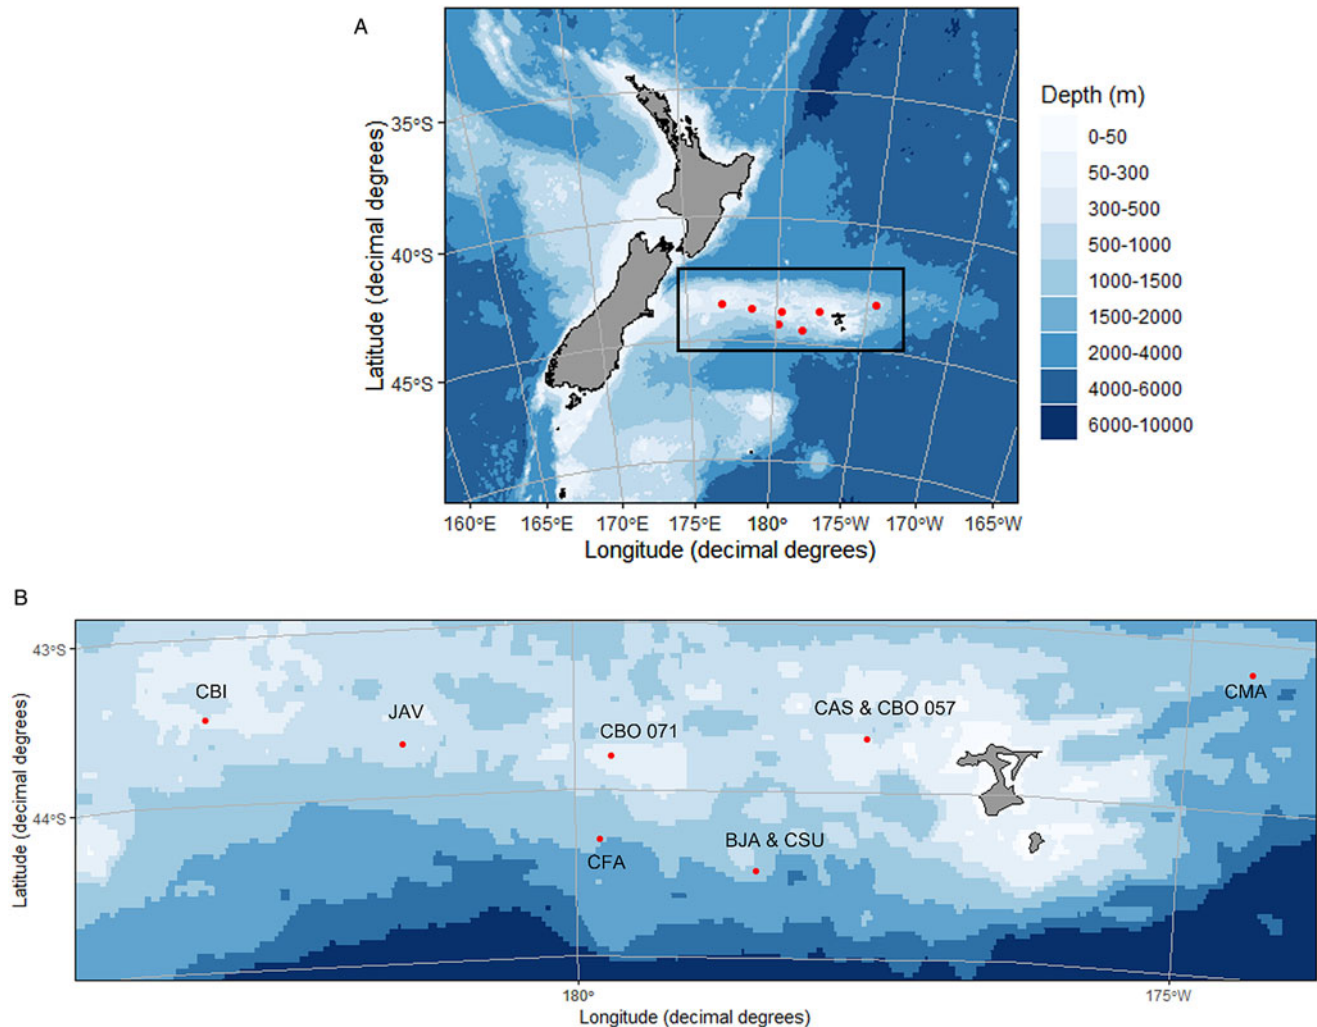 A
Latitude (decimal degrees)
35°S
40°S
45°S
160°E 165°E 170°E 175°E 180° 175°W 170°W 165°W
Longitude (decimal degrees)
Depth (m)
0-50
50-300
300-500
500-1000
1000-1500
1500-2000
2000-4000
4000-6000
6000-10000
B
Latitude (decimal degrees)
43°S
44°S
CBI
JAV
CBO 071
CAS & CBO 057
CMA
CFA
BJA & CSU
180° 175°W
Longitude (decimal degrees)